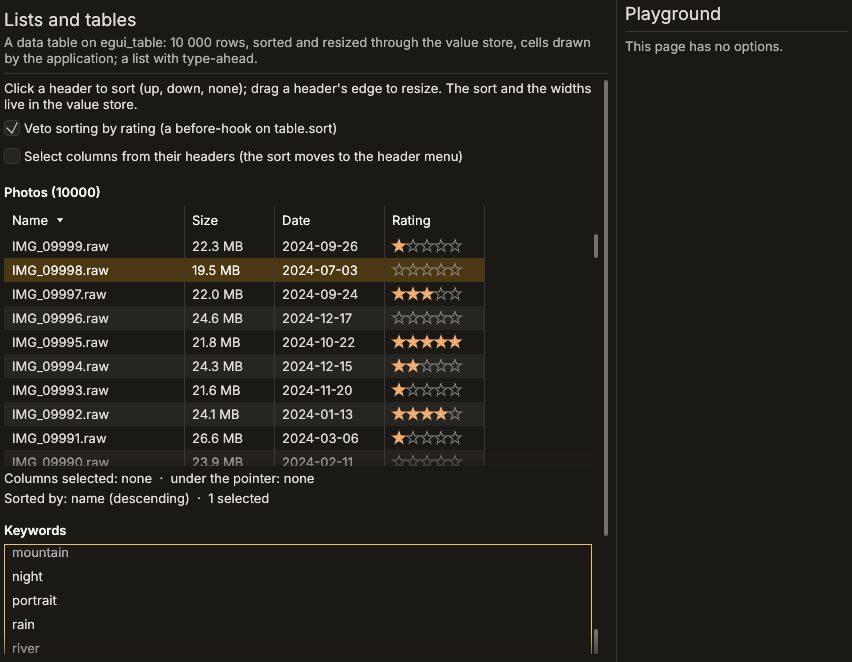 Lists and tables
A data table on egui_table: 10 000 rows, sorted and resized through the value store, cells drawn
by the application; a list with type-ahead.
Click a header to sort (up, down, none); drag a header's edge to resize. The sort and the widths
live in the value store.
Veto sorting by rating (a before-hook on table.sort)
Select columns from their headers (the sort moves to the header menu)
Photos (10000)
Name Size Date Rating
IMG_09999.raw 22.3 MB 2024-09-26
IMG_09998.raw 19.5 MB 2024-07-03
IMG_09997.raw 22.0 MB 2024-09-24
IMG_09996.raw 24.6 MB 2024-12-17
IMG_09995.raw 21.8 MB 2024-10-22
IMG_09994.raw 24.3 MB 2024-12-15
IMG_09993.raw 21.6 MB 2024-11-20
IMG_09992.raw 24.1 MB 2024-01-13
IMG_09991.raw 26.6 MB 2024-03-06
IMG_09990.raw 23.9 MB 2024-02-11
Columns selected: none · under the pointer: none
Sorted by: name (descending) · 1 selected
Keywords
mountain
night
portrait
rain
river
Playground
This page has no options.